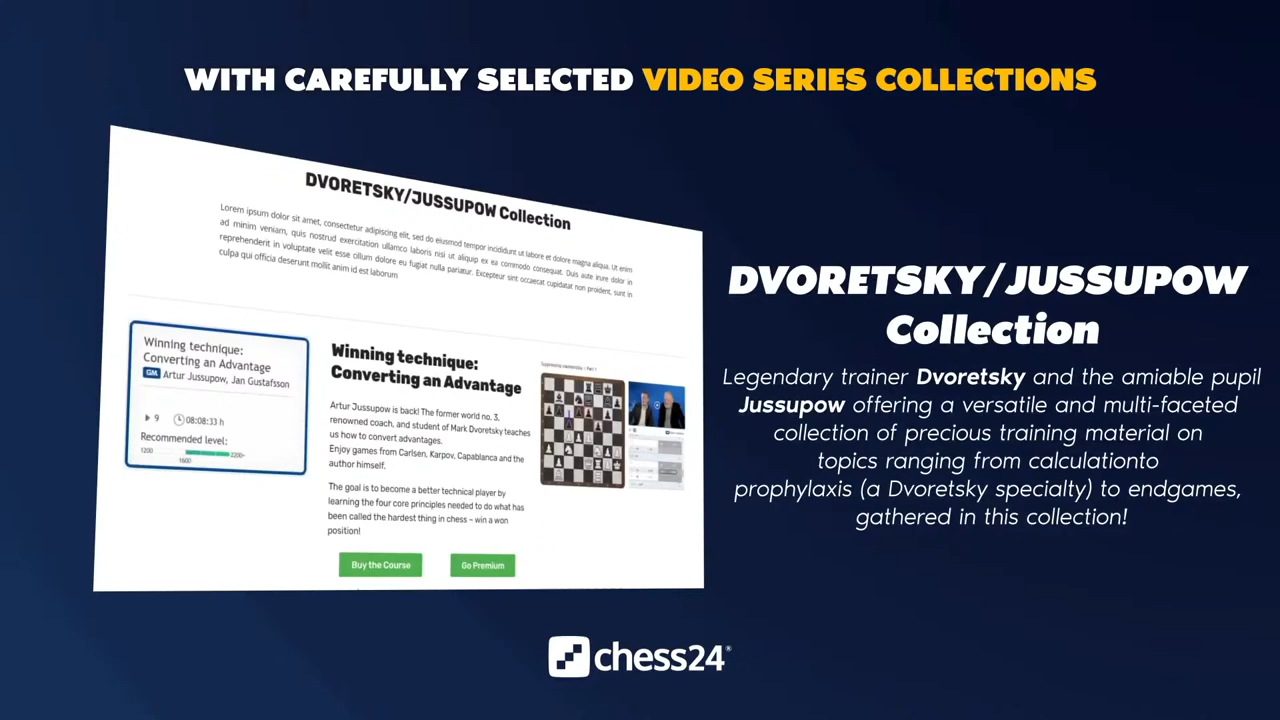 WITH CAREFULLY SELECTED VIDEO SERIES COLLECTIONS
DVORETSKY/JUSSUPOW Collection
Lorem ipsum dolor sit amet, consectetur adipiscing elit, sed do eiusmod tempor incididunt ut labore et dolore magna aliqua. Ut enim
ad minim veniam, quis nostrud exercitation ullamco laboris nisi ut aliquip ex ea commodo consequat. Duis aute irure dolor in
reprehenderit in voluptate velit esse cillum dolore eu fugiat nulla pariatur. Excepteur sint occaecat cupidatat non proident, sunt in
culpa qui officia deserunt mollit anim id est laborum
Winning technique:
Converting an Advantage
GM Artur Jussupow, Jan Gustafsson
9 08:08:33 h
Recommended level:
1200 2200+
1600
Winning technique:
Converting an Advantage
Artur Jussupow is back! The former world no. 3,
renowned coach, and student of Mark Dvoretsky teaches
us how to convert advantages.
Enjoy games from Carlsen, Karpov, Capablanca and the
author himself.
The goal is to become a better technical player by
learning the four core principles needed to do what has
been called the hardest thing in chess – win a won
position!
Buy the Course
Go Premium
DVORETSKY/JUSSUPOW
Collection
Legendary trainer Dvoretsky and the amiable pupil
Jussupow offering a versatile and multi-faceted
collection of precious training material on
topics ranging from calculationto
prophylaxis (a Dvoretsky specialty) to endgames,
gathered in this collection!
chess24®